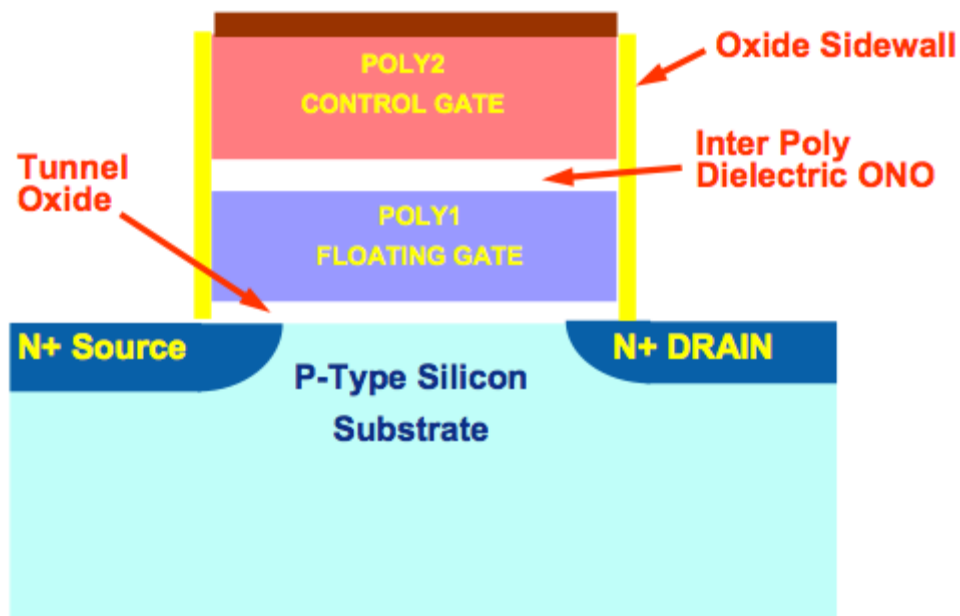 POLY2
CONTROL GATE
Oxide Sidewall
Inter Poly
Dielectric ONO
Tunnel
Oxide
POLY1
FLOATING GATE
N+ Source
N+ DRAIN
P-Type Silicon
Substrate